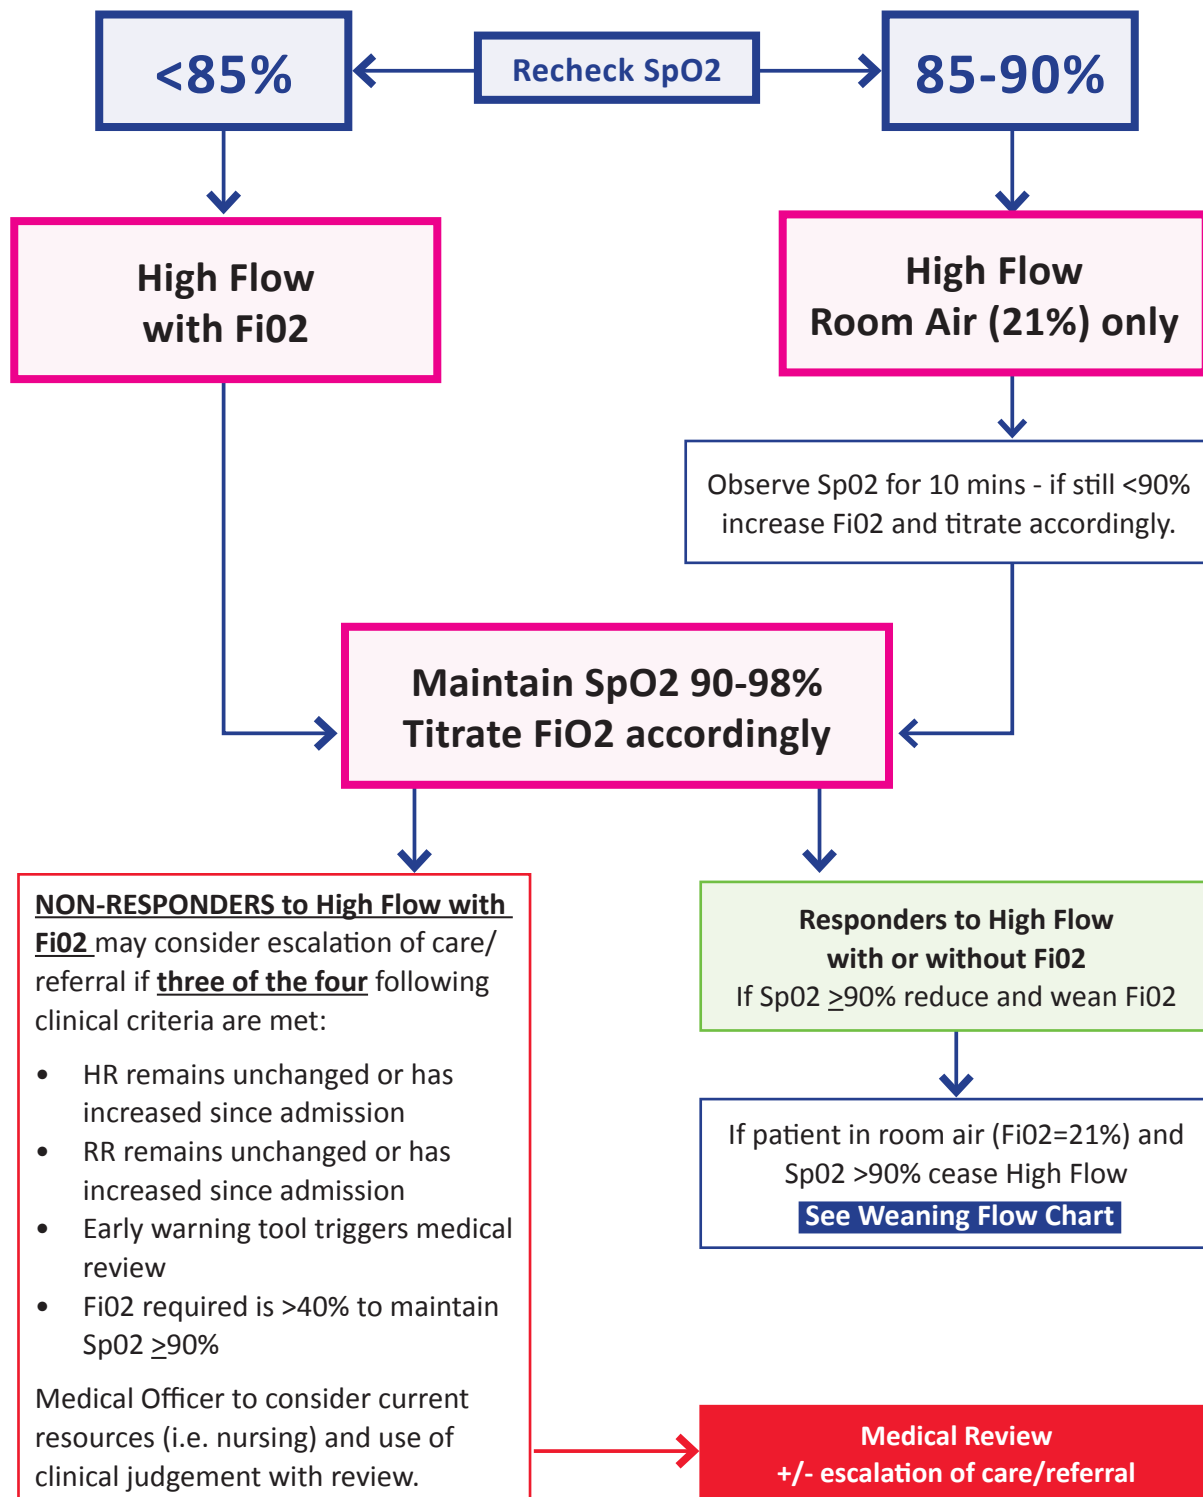 <85%
Recheck SpO2
85-90%
High Flow
with Fi02
High Flow
Room Air (21%) only
Observe Sp02 for 10 mins - if still <90%
increase Fi02 and titrate accordingly.
Maintain SpO2 90-98%
Titrate FiO2 accordingly
NON-RESPONDERS to High Flow with
Fi02 may consider escalation of care/
referral if three of the four following
clinical criteria are met:
• HR remains unchanged or has
increased since admission
• RR remains unchanged or has
increased since admission
• Early warning tool triggers medical
review
• Fi02 required is >40% to maintain
Sp02 ≥90%
Medical Officer to consider current
resources (i.e. nursing) and use of
clinical judgement with review.
Responders to High Flow
with or without Fi02
If Sp02 ≥90% reduce and wean Fi02
If patient in room air (Fi02=21%) and
Sp02 >90% cease High Flow
See Weaning Flow Chart
Medical Review
+/- escalation of care/referral